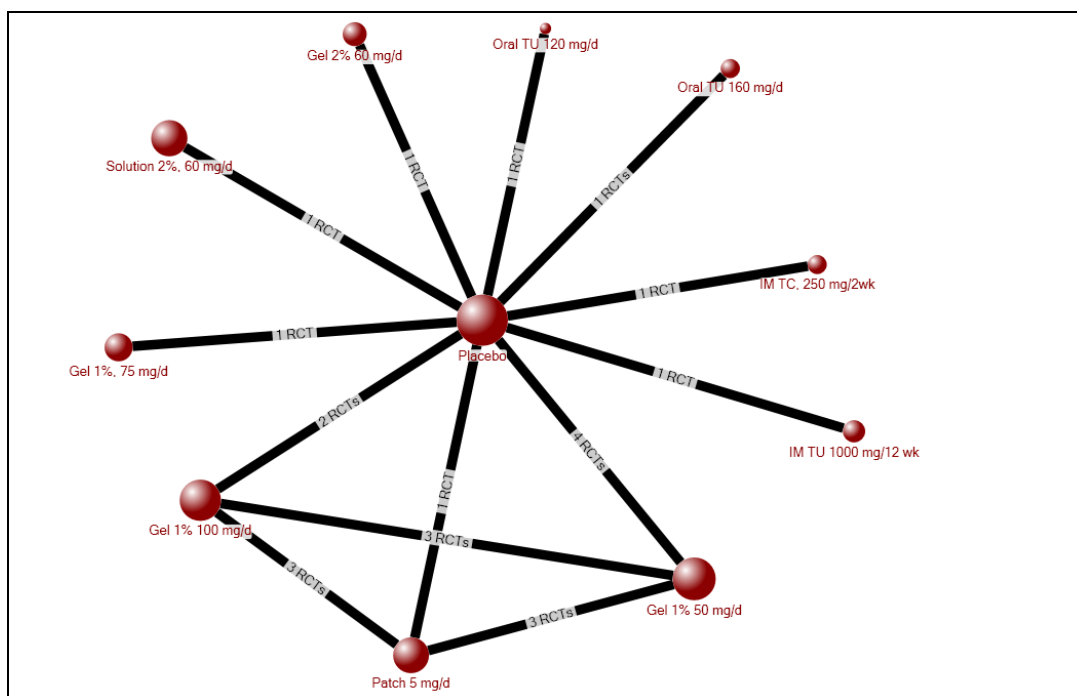 Gel 2% 60 mg/d
Oral TU 120 mg/d
Oral TU 160 mg/d
Solution 2%, 60 mg/d
1 RCT
1 RCT
1 RCTs
1 RCT
IM TC, 250 mg/2wk
1 RCT
1 RCT
Gel 1%, 75 mg/d
Placebo
1 RCT
2 RCTs
4 RCTs
IM TU 1000 mg/12 wk
1 RCT
Gel 1% 100 mg/d
3 RCTs
3 RCTs
3 RCTs
Gel 1% 50 mg/d
Patch 5 mg/d